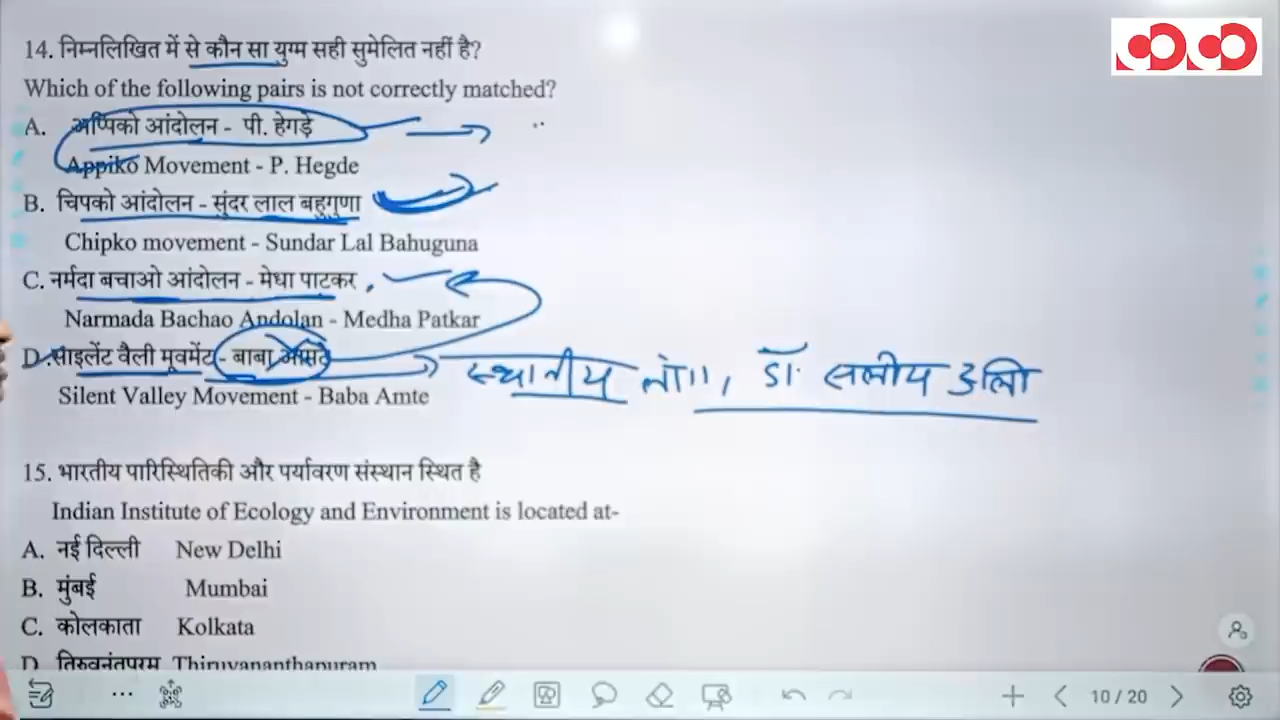 14. निम्नलिखित में से कौन सा युग्म सही सुमेलित नहीं है?
Which of the following pairs is not correctly matched?
A. अप्पिको आंदोलन - पी. हेगड़े
Appiko Movement - P. Hegde
B. चिपको आंदोलन - सुंदर लाल बहुगुणा
Chipko movement - Sundar Lal Bahuguna
C. नर्मदा बचाओ आंदोलन - मेधा पाटकर
Narmada Bachao Andolan - Medha Patkar
D. साइलेंट वैली मूवमेंट - बाबा आमटे
स्थानीय लोग, डॉ. सलीम अली
Silent Valley Movement - Baba Amte
15. भारतीय पारिस्थितिकी और पर्यावरण संस्थान स्थित है
Indian Institute of Ecology and Environment is located at-
A. नई दिल्ली New Delhi
B. मुंबई Mumbai
C. कोलकाता Kolkata
D. तिरुवनंतपुरम Thiruvananthapuram
10 / 20